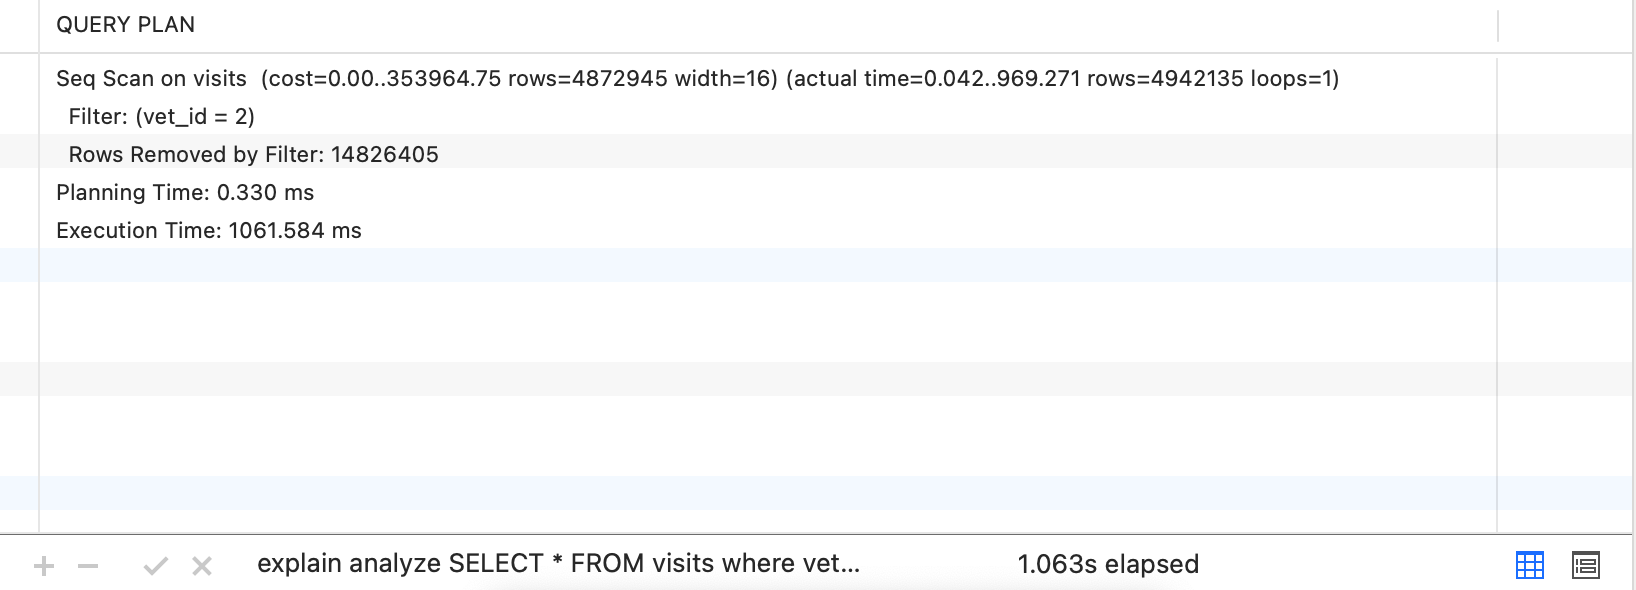 QUERY PLAN
Seq Scan on visits  (cost=0.00..353964.75 rows=4872945 width=16) (actual time=0.042..969.271 rows=4942135 loops=1)
Filter: (vet_id = 2)
Rows Removed by Filter: 14826405
Planning Time: 0.330 ms
Execution Time: 1061.584 ms
explain analyze SELECT * FROM visits where vet... 1.063s elapsed